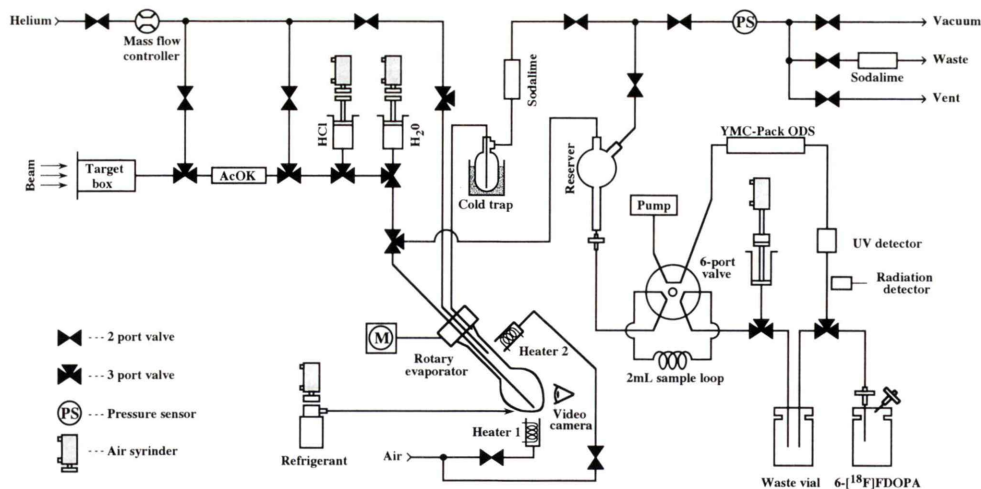 Helium
Mass flow
controller
PS
Vacuum
Waste
Sodalime
Vent
Sodalime
HCl
H20
YMC-Pack ODS
Beam
Target
box
AcOK
Cold trap
Reserver
Pump
6-port
valve
UV detector
Radiation
detector
2 port valve
3 port valve
PS
Pressure sensor
Air syrinder
M
Rotary
evaporator
Heater 2
2mL sample loop
Video
camera
Heater 1
Refrigerant
Air
Waste vial
6-[18F]FDOPA